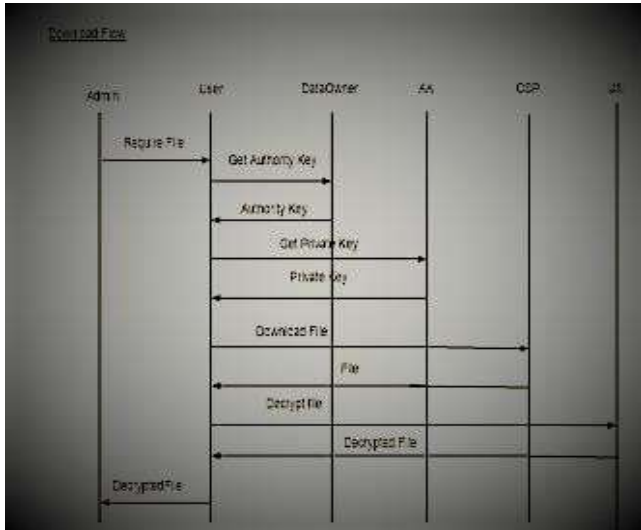 Download Flow
Admin
User
DataOwner
AA
CSP
Require File
Get Authority Key
Authority Key
Get Private Key
Private Key
Download File
File
Decrypt file
Decrypted File
Decrypted File